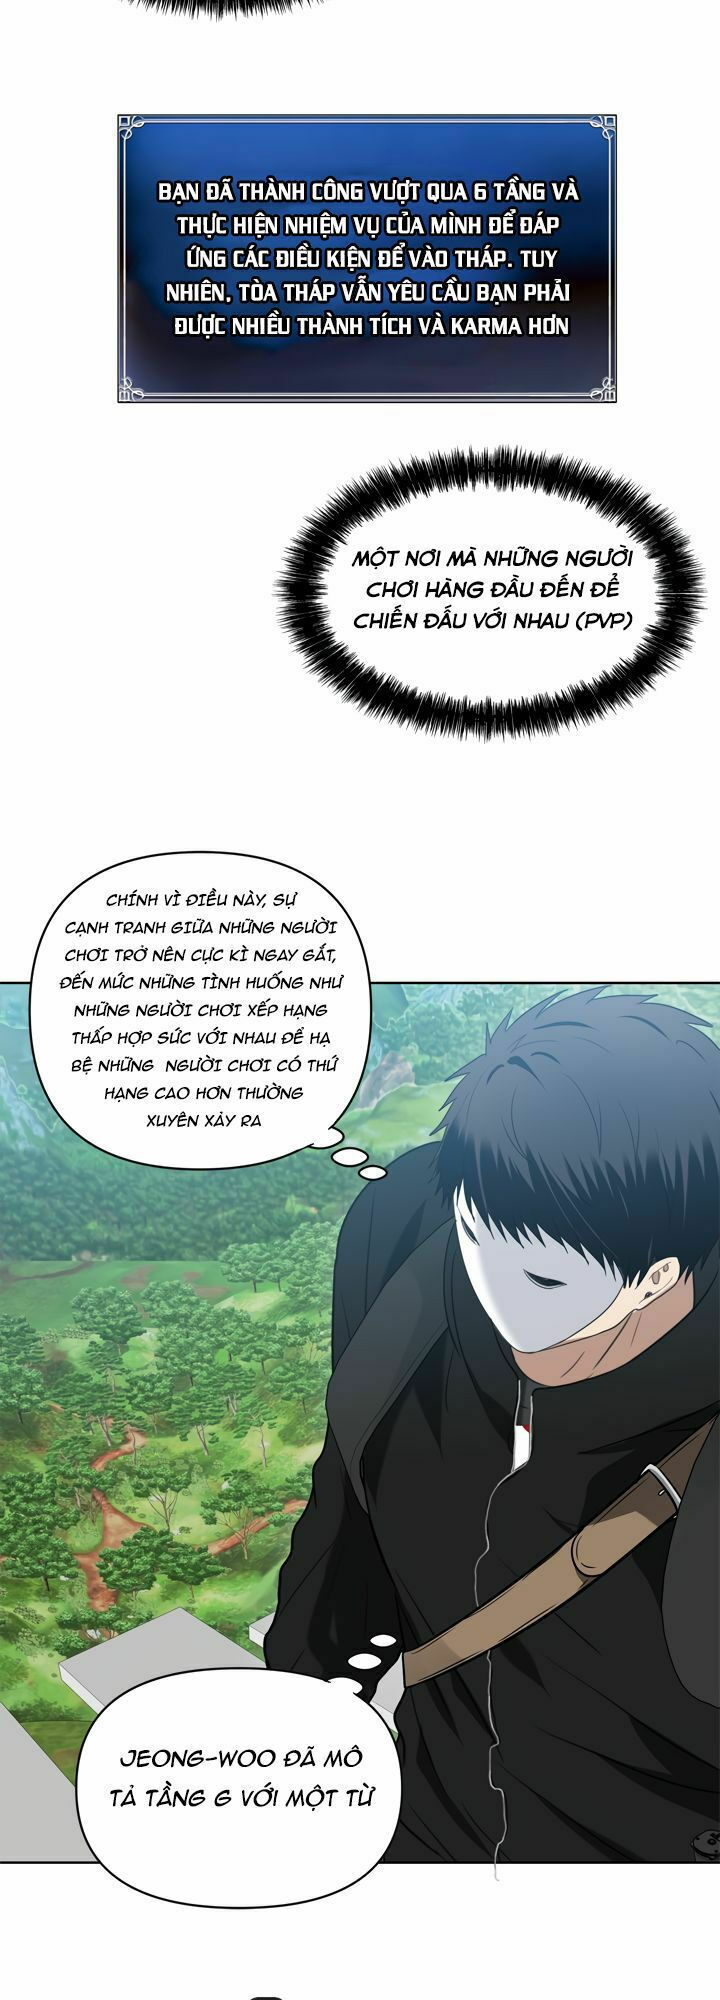 BẠN ĐÃ THÀNH CÔNG VƯỢT QUA 6 TẦNG VÀ
THỰC HIỆN NHIỆM VỤ CỦA MÌNH ĐỂ ĐÁP
ỨNG CÁC ĐIỀU KIỆN ĐỂ VÀO THÁP. TUY
NHIÊN, TÒA THÁP VẪN YÊU CẦU BẠN PHẢI
ĐƯỢC NHIỀU THÀNH TÍCH VÀ KARMA HƠN
MỘT NƠI MÀ NHỮNG NGƯỜI
CHƠI HÀNG ĐẦU ĐẾN ĐỂ
CHIẾN ĐẤU VỚI NHAU (PVP)
CHÍNH VÌ ĐIỀU NÀY, SỰ
CẠNH TRANH GIỮA NHỮNG NGƯỜI
CHƠI TRỞ NÊN CỰC KÌ NGAY GẮT,
ĐẾN MỨC NHỮNG TÌNH HUỐNG NHƯ
NHỮNG NGƯỜI CHƠI XẾP HẠNG
THẤP HỢP SỨC VỚI NHAU ĐỂ HẠ
BỆ NHỮNG NGƯỜI CHƠI CÓ THỨ
HẠNG CAO HƠN THƯỜNG
XUYÊN XẢY RA
JEONG-WOO ĐÃ MÔ
TẢ TẦNG 6 VỚI MỘT TỪ